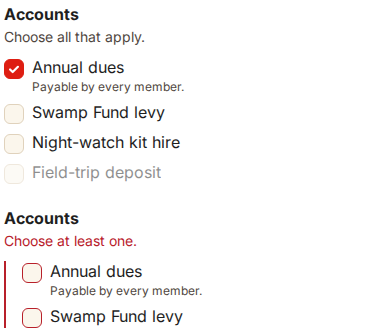 Accounts
Choose all that apply.
Annual dues
Payable by every member.
Swamp Fund levy
Night-watch kit hire
Field-trip deposit
Accounts
Choose at least one.
Annual dues
Payable by every member.
Swamp Fund levy